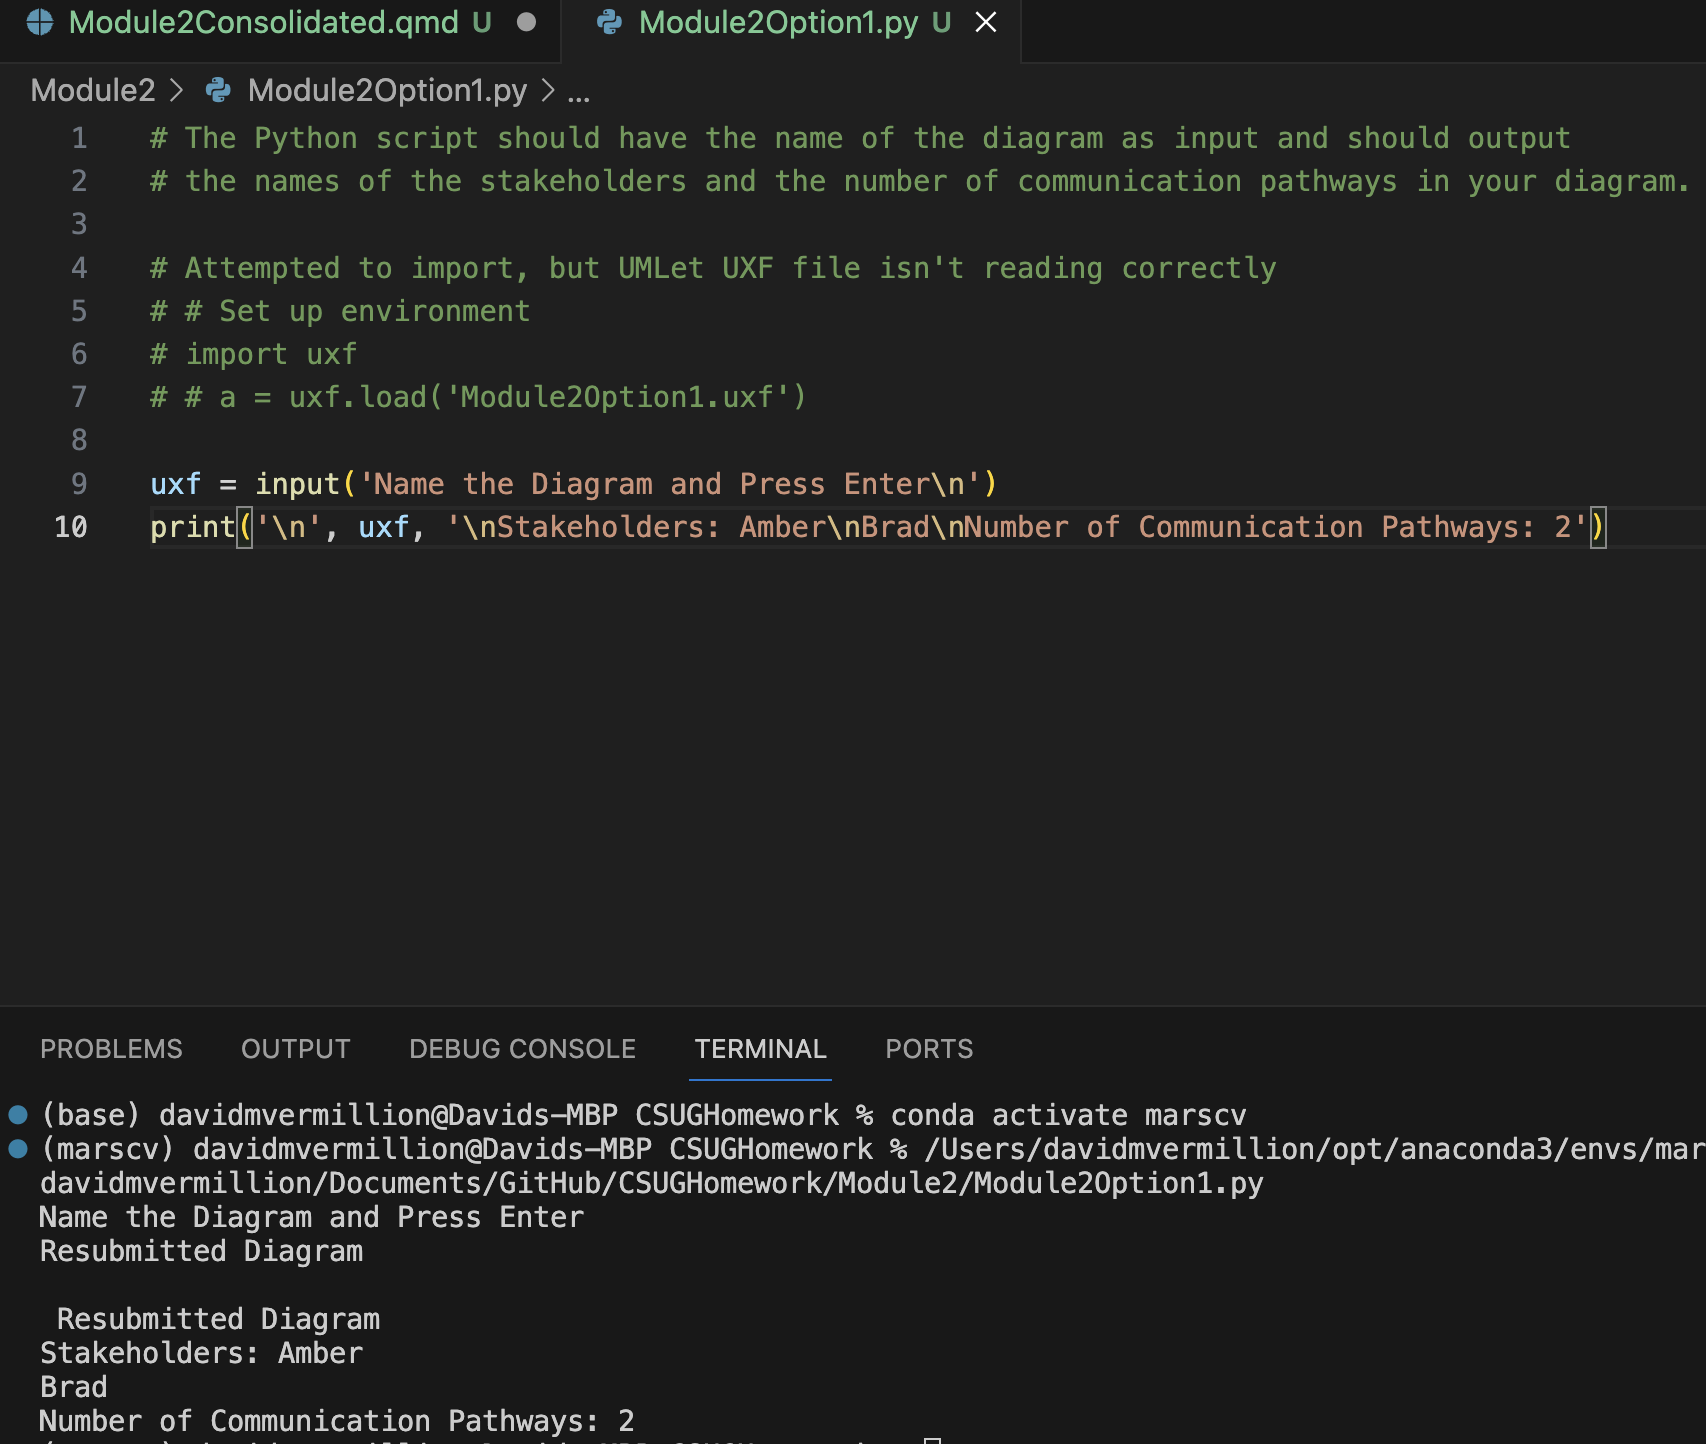 Module2Consolidated.qmd U Module2Option1.py U
Module2 > Module2Option1.py > ...
1 # The Python script should have the name of the diagram as input and should output
2 # the names of the stakeholders and the number of communication pathways in your diagram.
3
4 # Attempted to import, but UMLet UXF file isn't reading correctly
5 # # Set up environment
6 # import uxf
7 # # a = uxf.load('Module2Option1.uxf')
8
9 uxf = input('Name the Diagram and Press Enter\n')
10 print('\n', uxf, '\nStakeholders: Amber\nBrad\nNumber of Communication Pathways: 2')
PROBLEMS OUTPUT DEBUG CONSOLE TERMINAL PORTS
(base) davidmvermillion@Davids-MBP CSUGHomework % conda activate marscv
(marscv) davidmvermillion@Davids-MBP CSUGHomework % /Users/davidmvermillion/opt/anaconda3/envs/mar
davidmvermillion/Documents/GitHub/CSUGHomework/Module2/Module2Option1.py
Name the Diagram and Press Enter
Resubmitted Diagram
Resubmitted Diagram
Stakeholders: Amber
Brad
Number of Communication Pathways: 2